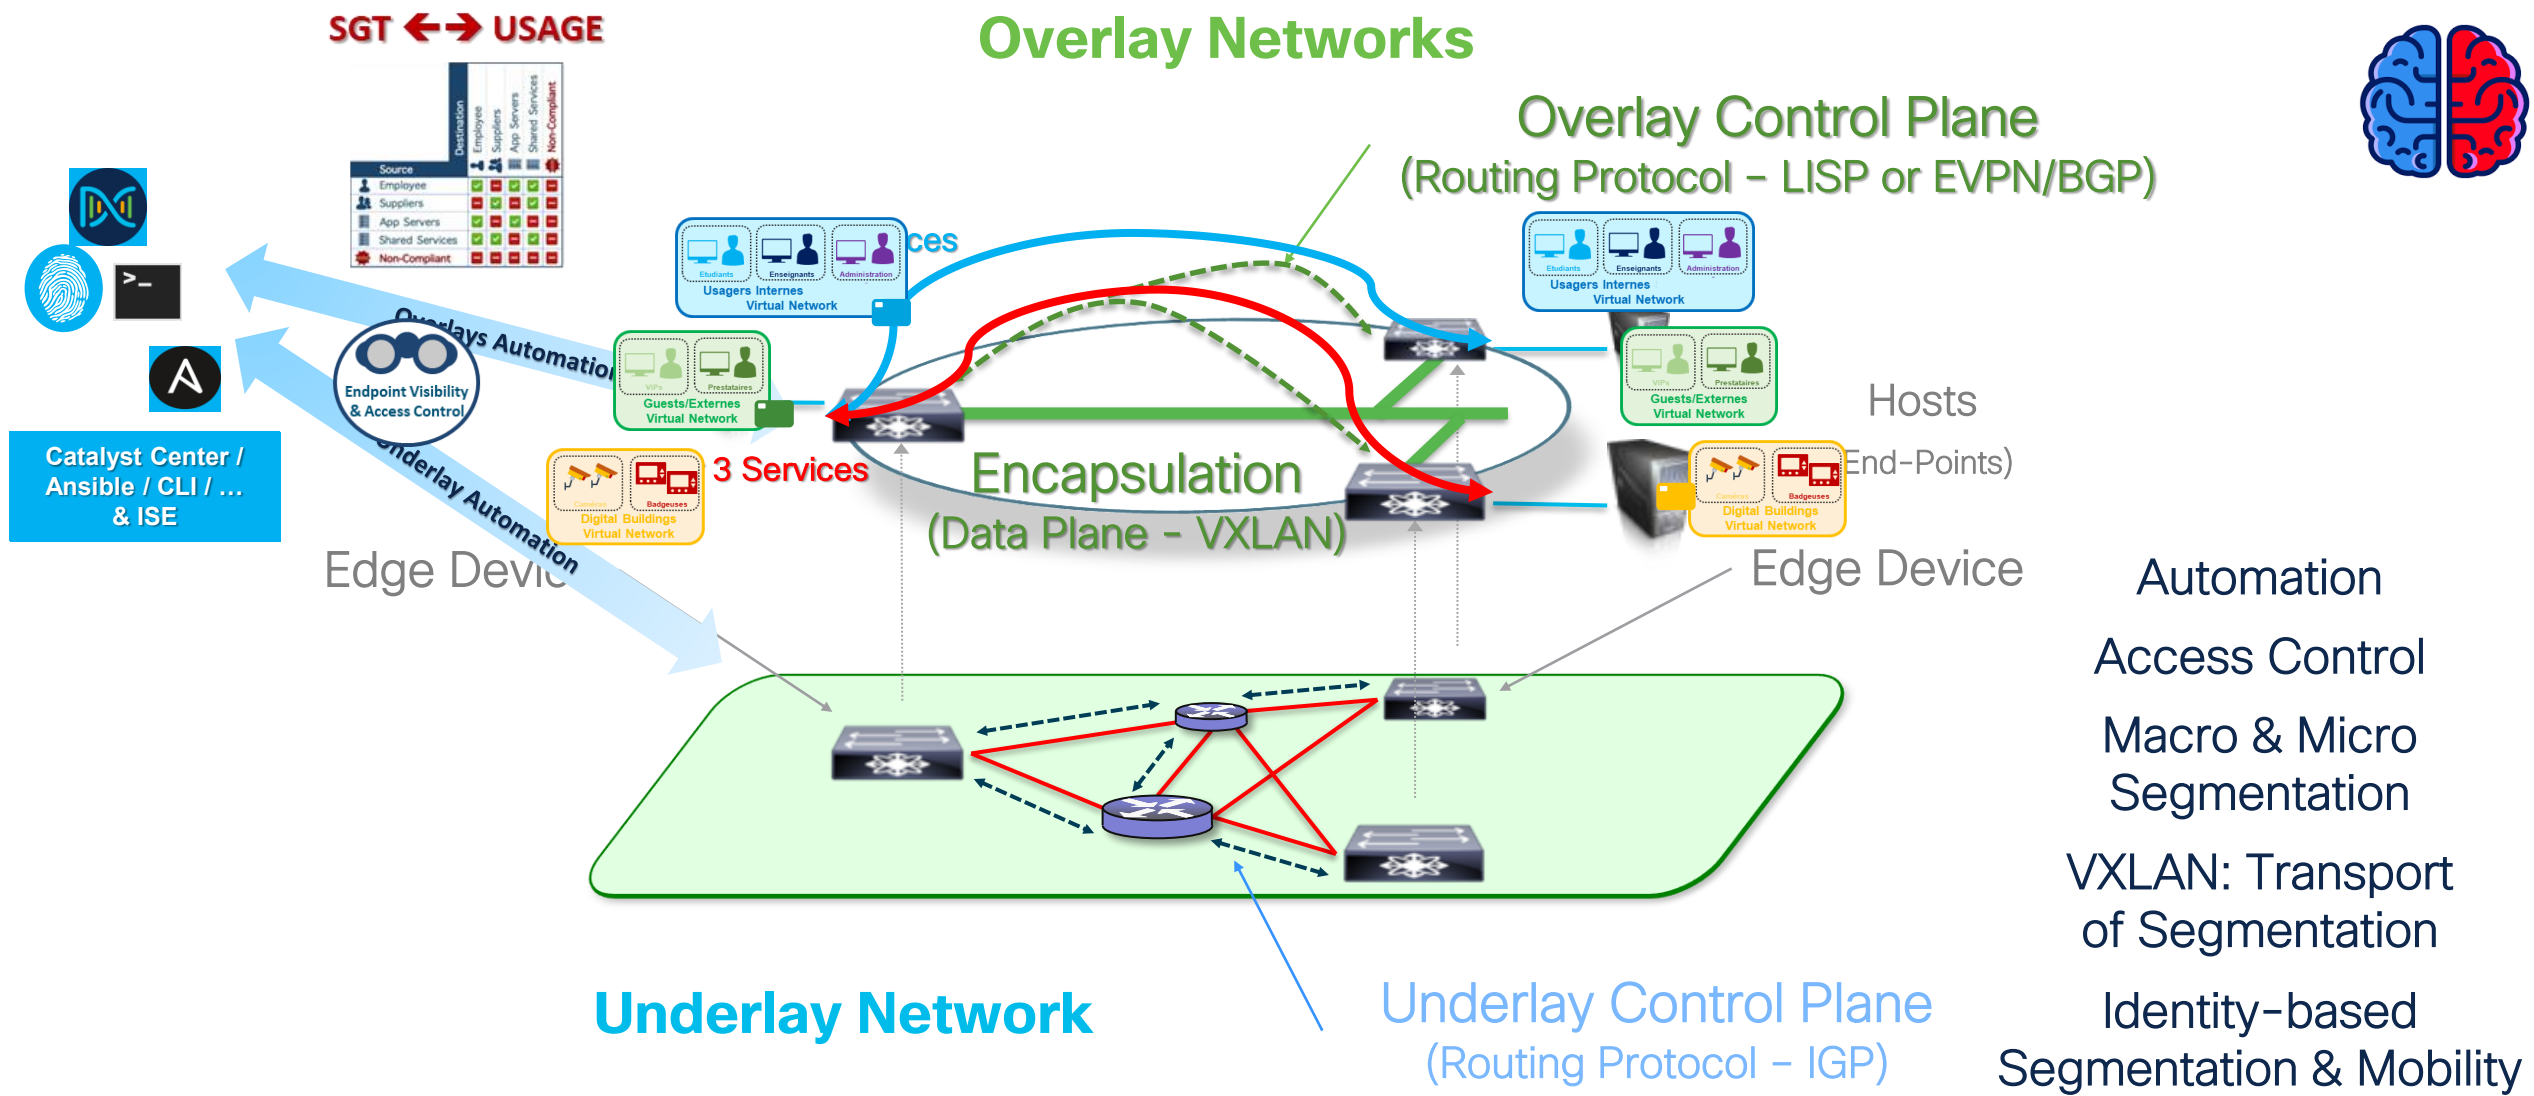 SGT ↔ USAGE
Overlay Networks
Destination
Employee
Suppliers
App Servers
Shared Services
Non-Compliant
Source
Employee
Suppliers
App Servers
Shared Services
Non-Compliant
Overlay Control Plane
(Routing Protocol – LISP or EVPN/BGP)
Etudiants
Enseignants
Administration
Usagers Internes
Virtual Network
ces
Etudiants
Enseignants
Administration
Usagers Internes
Virtual Network
>_
Overlays Automation
Endpoint Visibility
& Access Control
VIPs
Prestataires
Guests/Externes
Virtual Network
VIPs
Prestataires
Guests/Externes
Virtual Network
Hosts
End-Points)
Catalyst Center /
Ansible / CLI / ...
& ISE
Underlay Automation
Caméras
Badgeuses
Digital Buildings
Virtual Network
3 Services
Encapsulation
(Data Plane - VXLAN)
Caméras
Badgeuses
Digital Buildings
Virtual Network
Edge Devic
Edge Device
Automation
Access Control
Macro & Micro
Segmentation
VXLAN: Transport
of Segmentation
Identity-based
Segmentation & Mobility
Underlay Network
Underlay Control Plane
(Routing Protocol – IGP)